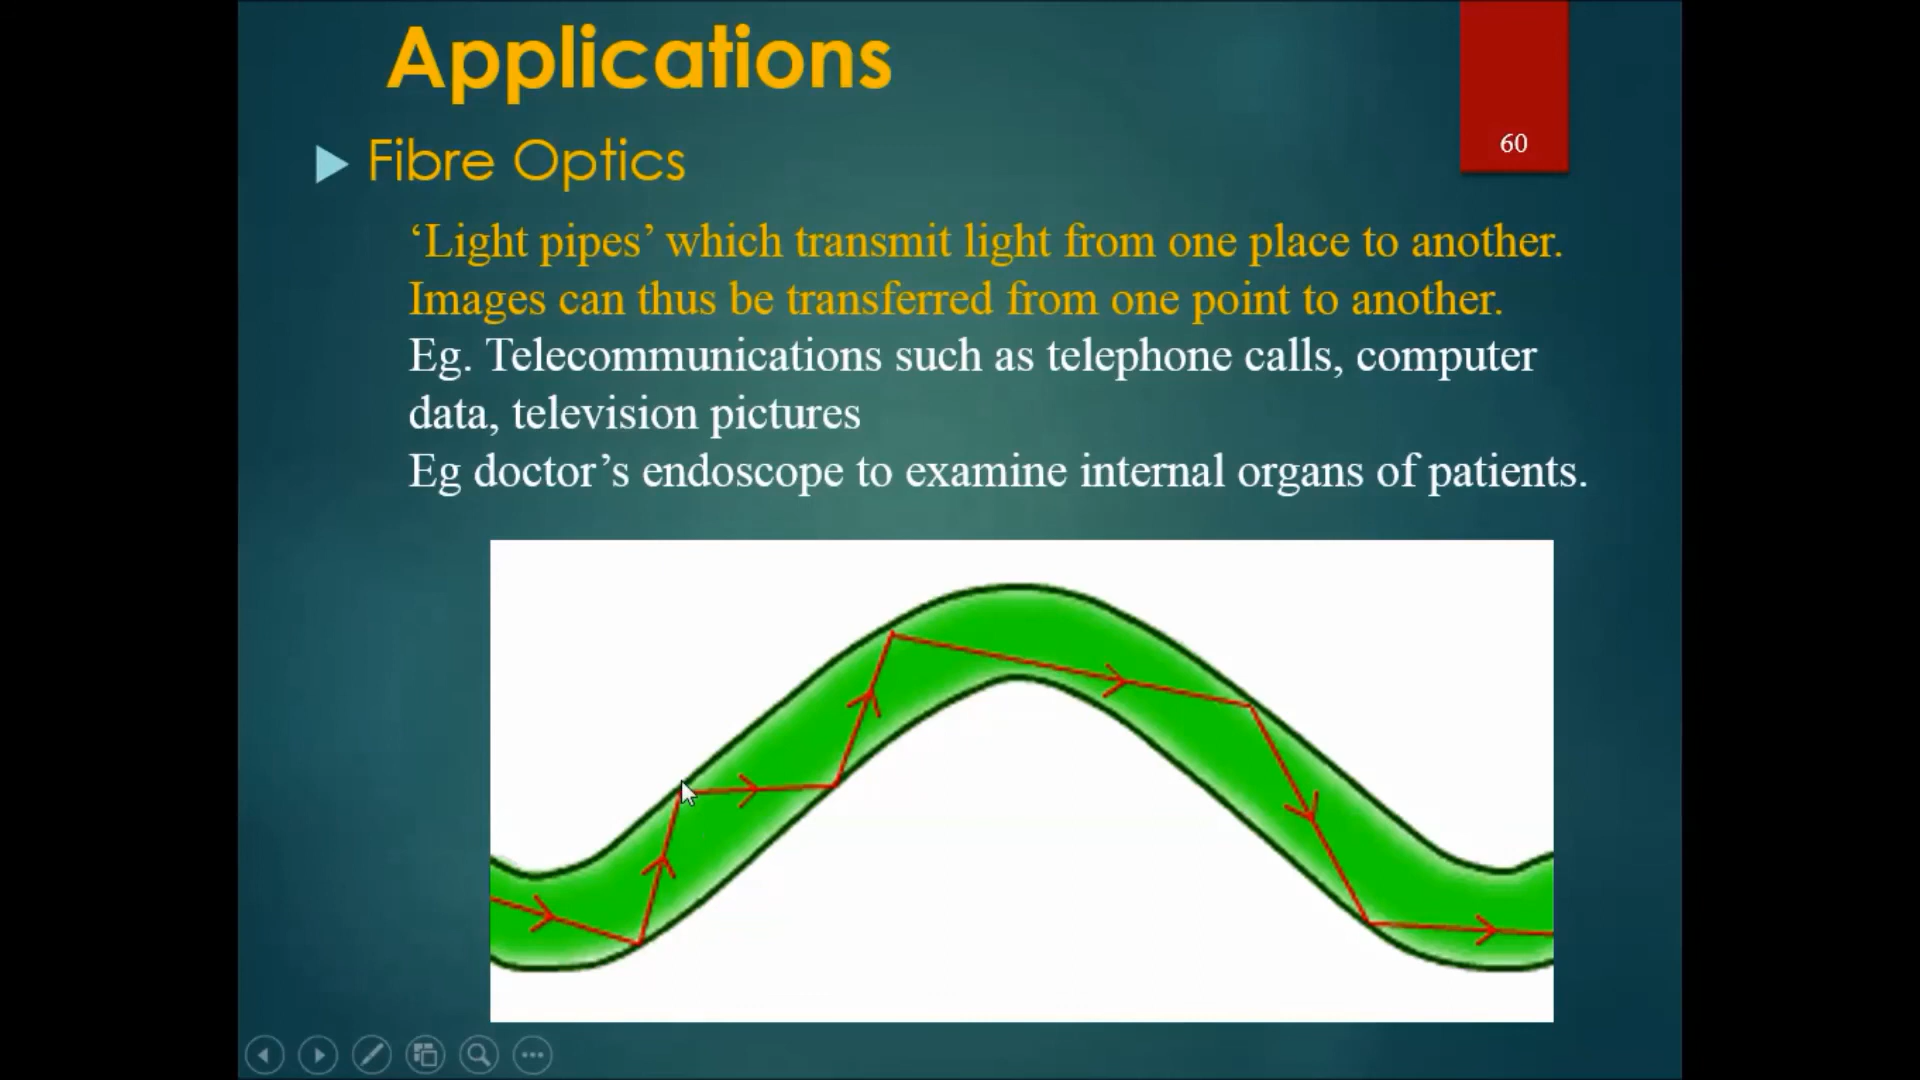 Applications
60
Fibre Optics
‘Light pipes’ which transmit light from one place to another.
Images can thus be transferred from one point to another.
Eg. Telecommunications such as telephone calls, computer
data, television pictures
Eg doctor’s endoscope to examine internal organs of patients.